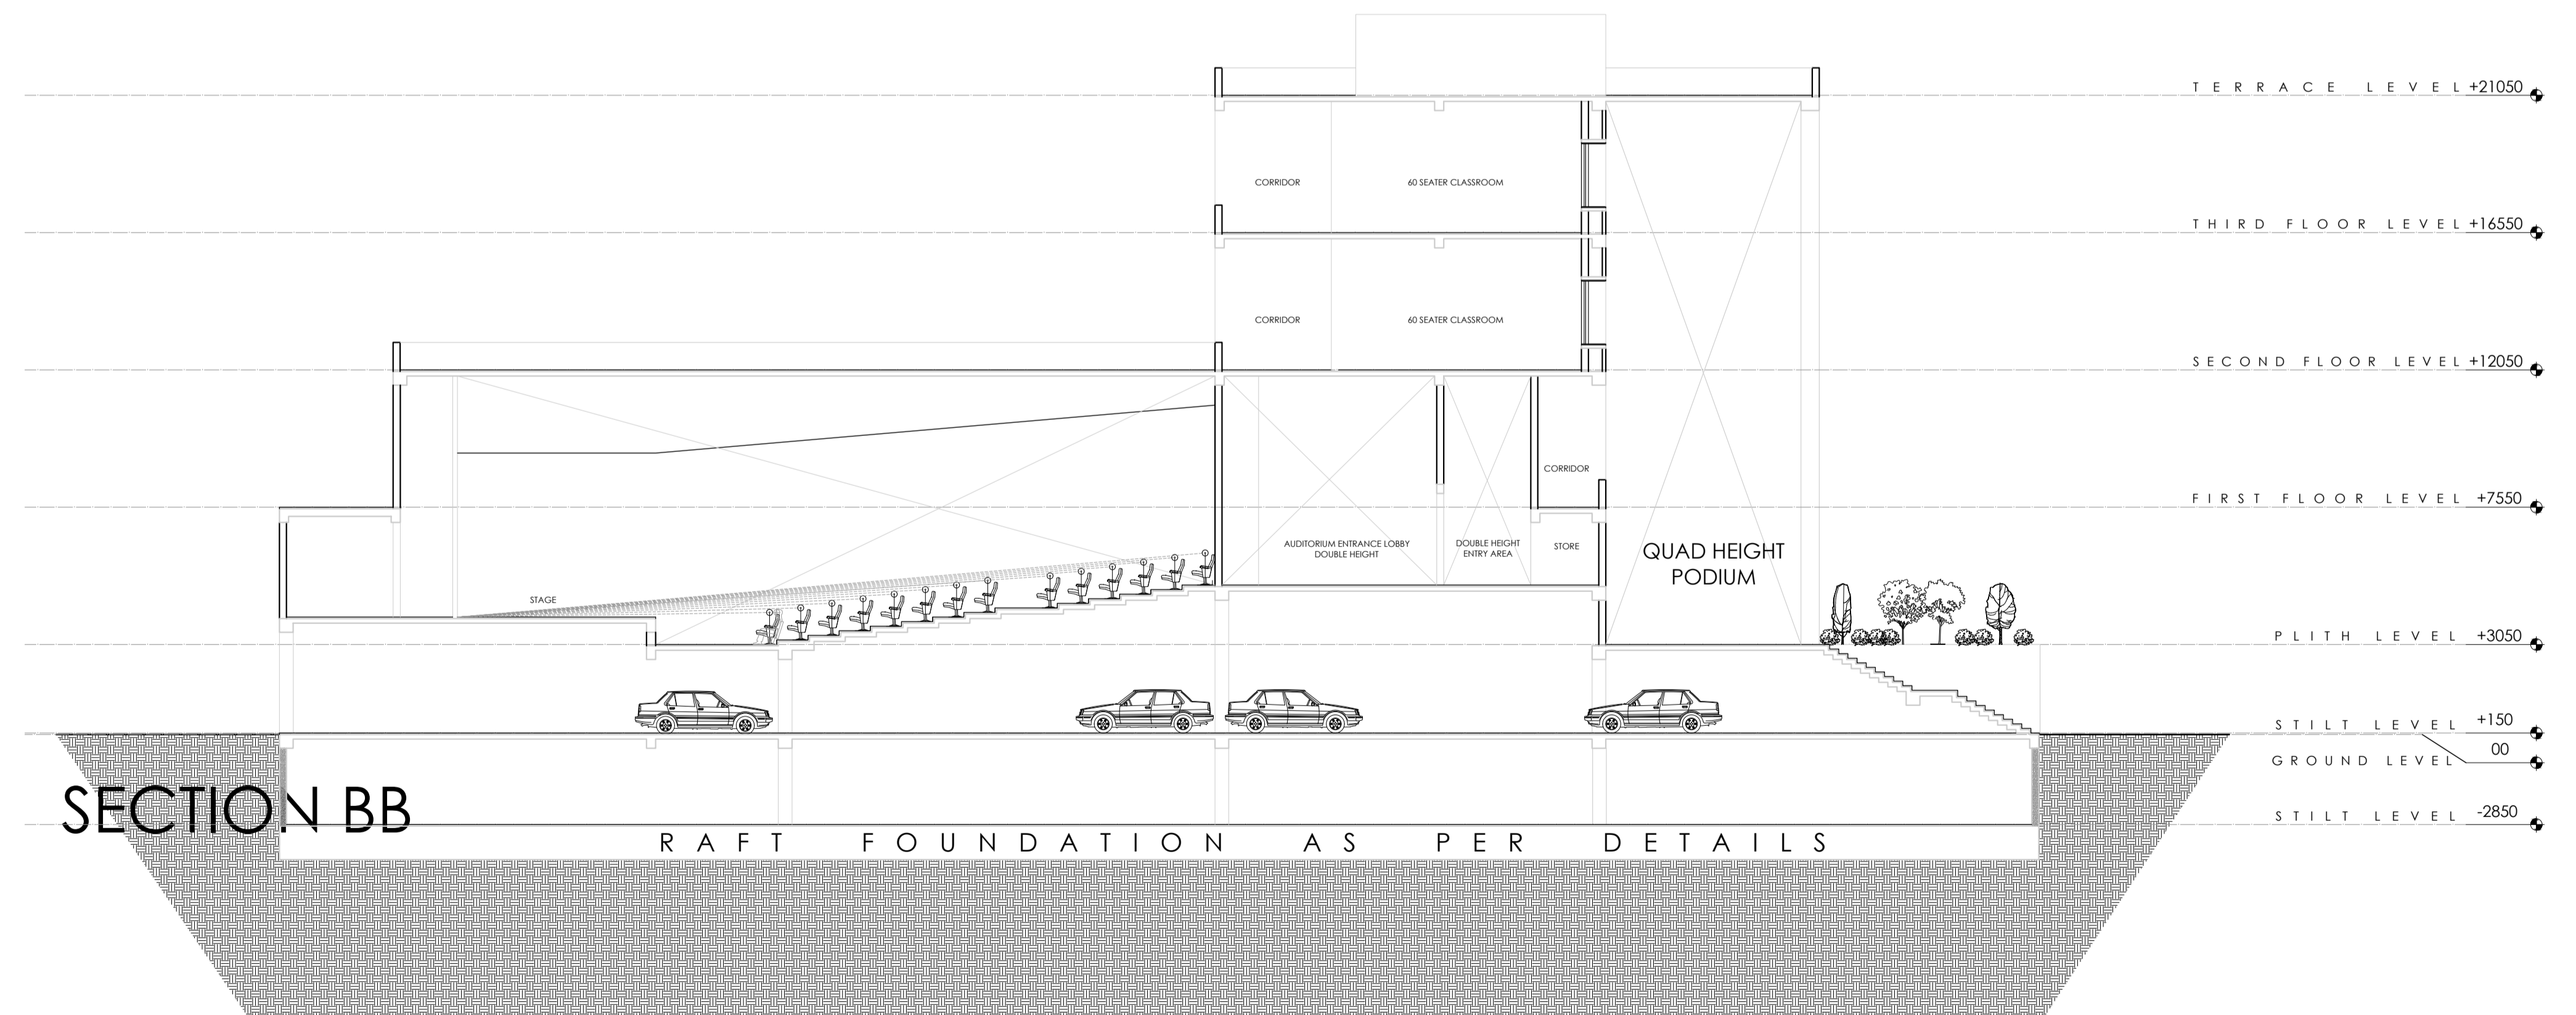 TERRACE LEVEL +21050
CORRIDOR
60 SEATER CLASSROOM
THIRD FLOOR LEVEL +16550
CORRIDOR
60 SEATER CLASSROOM
SECOND FLOOR LEVEL +12050
CORRIDOR
FIRST FLOOR LEVEL +7550
AUDITORIUM ENTRANCE LOBBY
DOUBLE HEIGHT
DOUBLE HEIGHT
ENTRY AREA
STORE
QUAD HEIGHT
PODIUM
STAGE
PLITH LEVEL +3050
STILT LEVEL +150
00
GROUND LEVEL
SECTION BB
STILT LEVEL -2850
RAFT FOUNDATION AS PER DETAILS